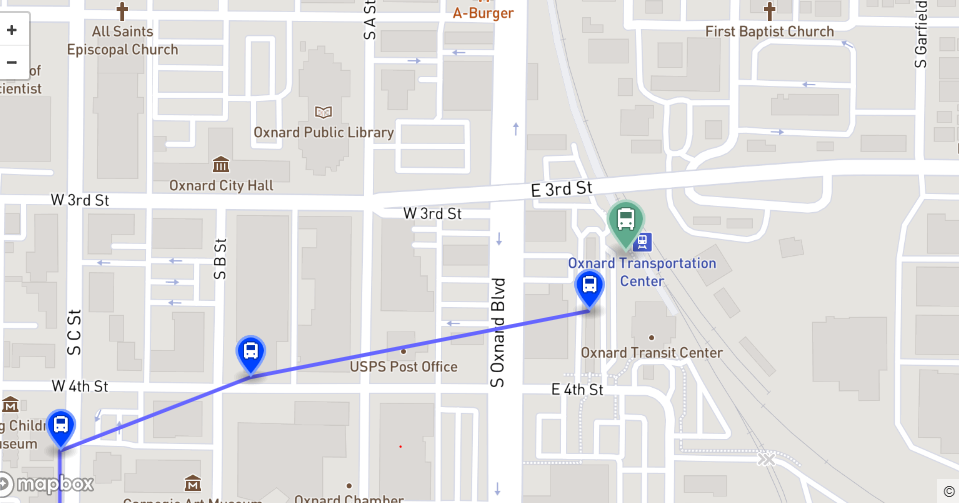 +
−
All Saints
Episcopal Church
S A St
A-Burger
First Baptist Church
S Garfield
of
cientist
Oxnard Public Library
Oxnard City Hall
W 3rd St
W 3rd St
E 3rd St
S B St
Oxnard Transportation
Center
S C St
S Oxnard Blvd
USPS Post Office
Oxnard Transit Center
W 4th St
E 4th St
g Child
useum
mapbox
Carnegie Art Museum
Oxnard Chamber
©